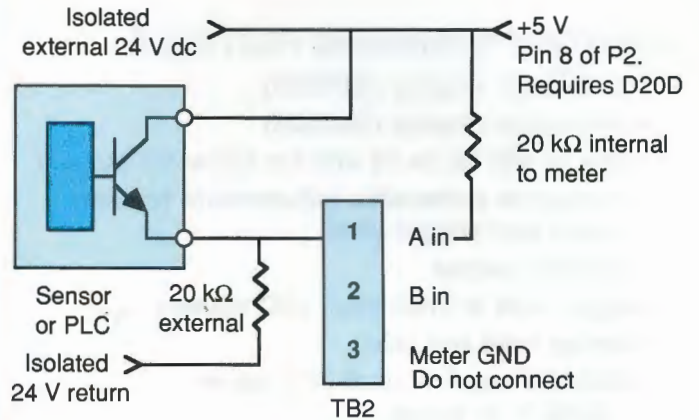 Isolated
external 24 V dc
+5 V
Pin 8 of P2.
Requires D20D
20 kΩ internal
to meter
1
A in
2
B in
3
Meter GND
Do not connect
TB2
Sensor
or PLC
20 kΩ
external
Isolated
24 V return